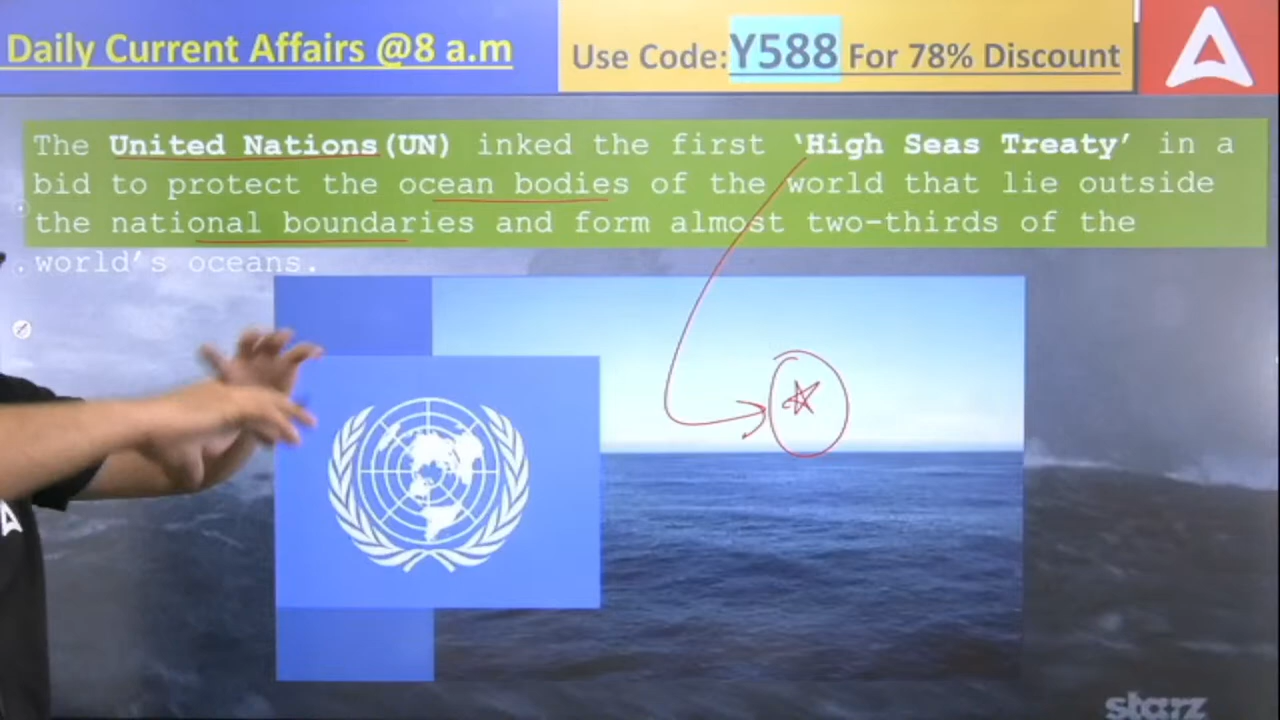 Daily Current Affairs @8 a.m
Use Code:Y588 For 78% Discount
The United Nations(UN) inked the first ‘High Seas Treaty’ in a
bid to protect the ocean bodies of the world that lie outside
the national boundaries and form almost two-thirds of the
world’s oceans.
starz